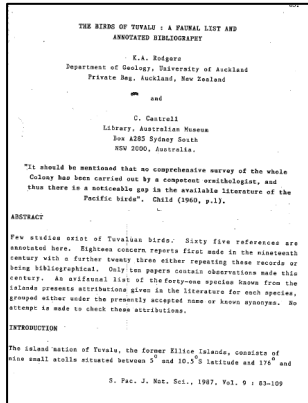 THE BIRDS OF TUVALU : A FAUNAL LIST AND
ANNOTATED BIBLIOGRAPHY
K.A. Rodgers
Department of Geology, University of Auckland
Private Bag, Auckland, New Zealand
and
C. Cantrell
Library, Australian Museum
Box A285 Sydney South
NSW 2000, Australia.
"It should be mentioned that no comprehensive survey of the whole
Colony has been carried out by a competent ornithologist, and
thus there is a noticeable gap in the available literature of the
Pacific birds". Child (1960, p.1).
ABSTRACT
Few studies exist of Tuvaluan birds. Sixty five references are
annotated here. Eighteen concern reports first made in the nineteenth
century with a further twenty three either repeating these records or
being bibliographical. Only ten papers contain observations made this
century. An avifaunal list of the forty-one species known from the
islands presents attributions given in the literature for each species,
grouped either under the presently accepted name or known synonyms. No
attempt is made to check these attributions.
INTRODUCTION
The island nation of Tuvalu, the former Ellice Islands, consists of
nine small atolls situated between 5° and 10.5°S latitude and 176° and
S. Pac. J. Nat. Sci., 1987, Vol. 9 : 83-109